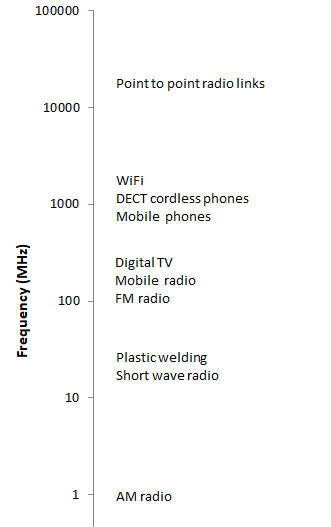 100000
Point to point radio links
10000
WiFi
DECT cordless phones
1000
Mobile phones
Frequency (MHz)
Digital TV
Mobile radio
100
FM radio
Plastic welding
Short wave radio
10
1
AM radio